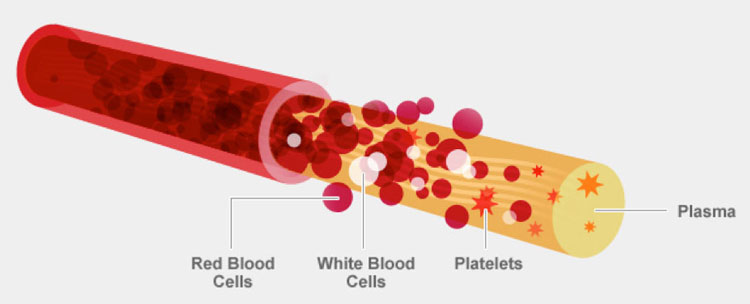 Red Blood
Cells
White Blood
Cells
Platelets
Plasma